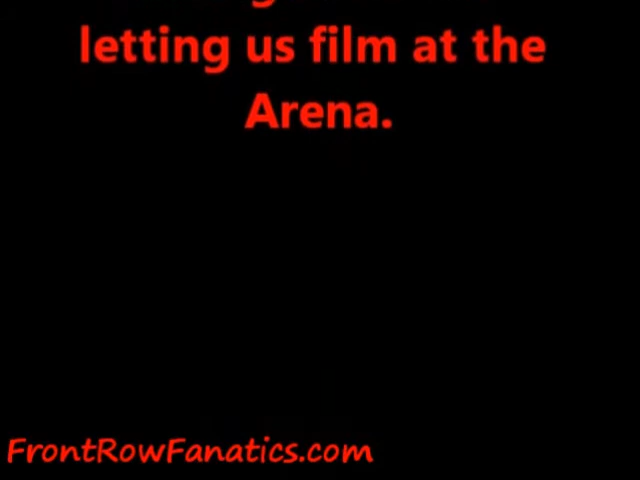 letting us film at the
Arena.
FrontRowFanatics.com